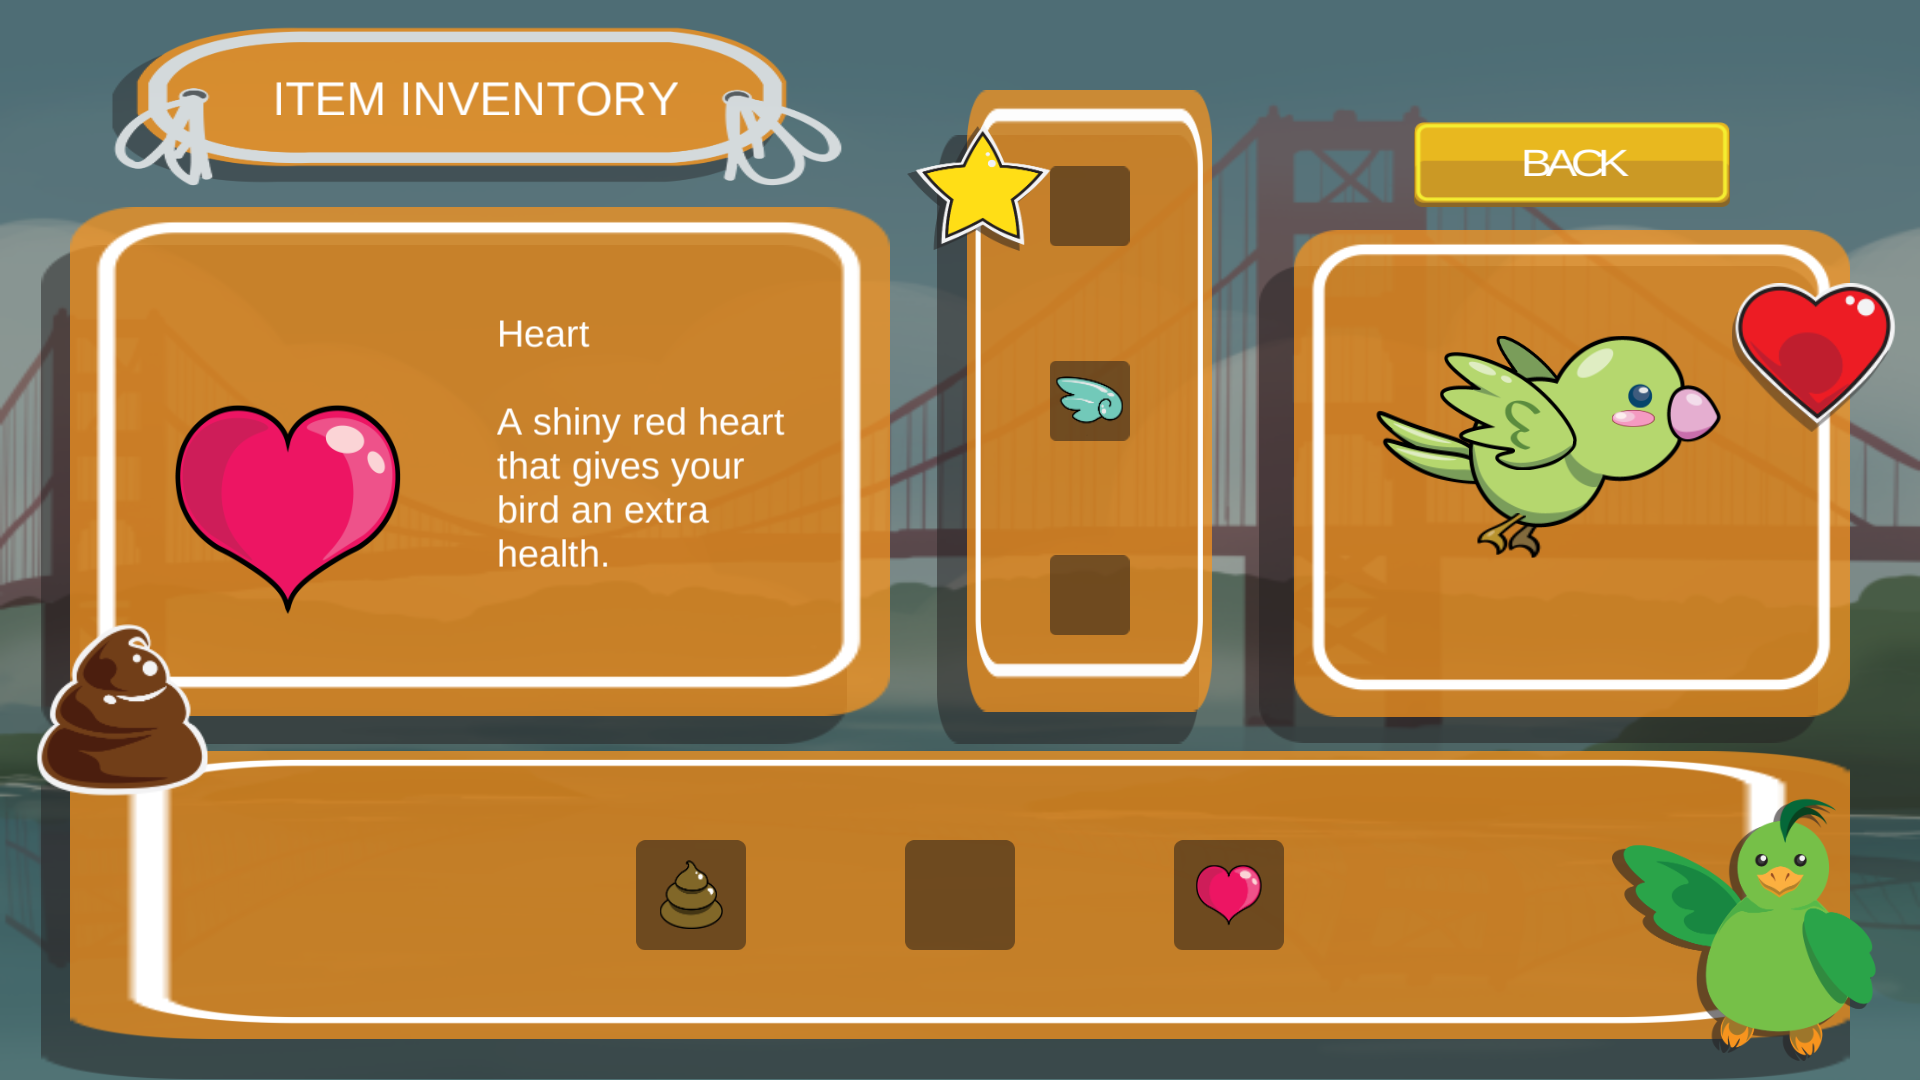 ITEM INVENTORY
BACK
Heart
A shiny red heart
that gives your
bird an extra
health.